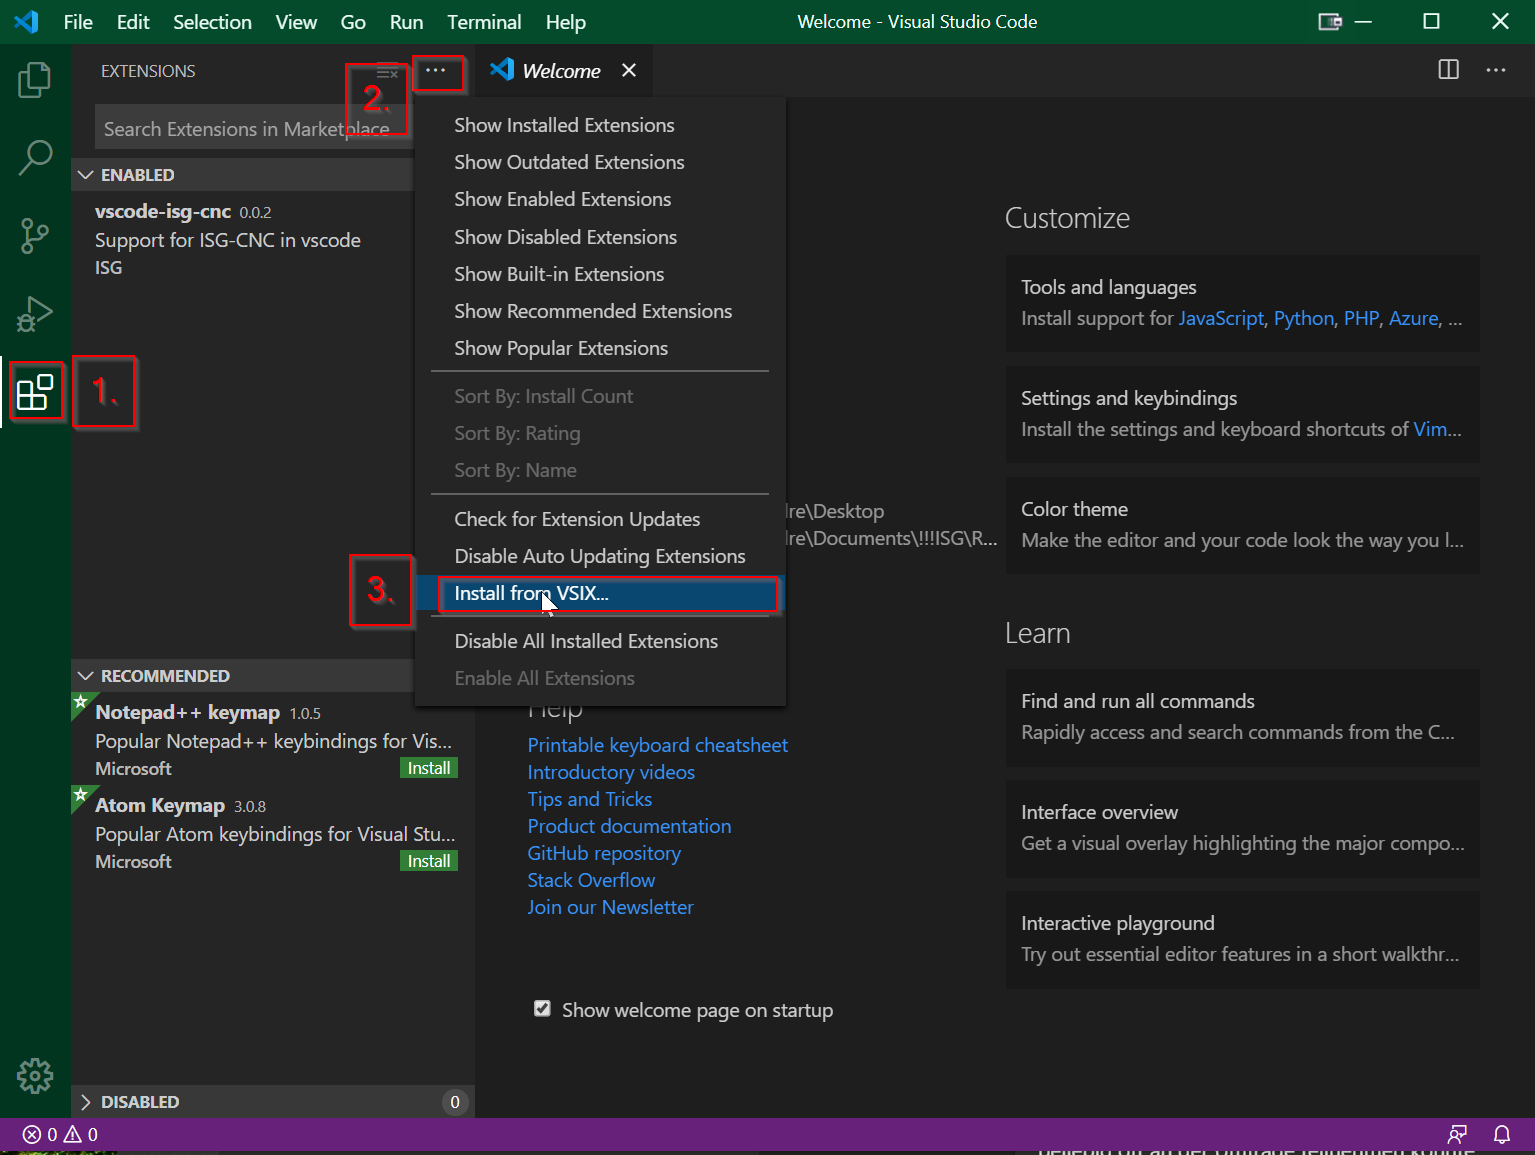 File Edit Selection View Go Run Terminal Help
Welcome - Visual Studio Code
EXTENSIONS
2.
···
Welcome
Search Extensions in Marketplace
ENABLED
vscode-isg-cnc 0.0.2
Support for ISG-CNC in vscode
ISG
1.
Show Installed Extensions
Show Outdated Extensions
Show Enabled Extensions
Show Disabled Extensions
Show Built-in Extensions
Show Recommended Extensions
Show Popular Extensions
Sort By: Install Count
Sort By: Rating
Sort By: Name
Check for Extension Updates
Disable Auto Updating Extensions
3.
Install from VSIX...
Disable All Installed Extensions
Enable All Extensions
RECOMMENDED
Notepad++ keymap 1.0.5
Popular Notepad++ keybindings for Vis...
Microsoft
Install
Atom Keymap 3.0.8
Popular Atom keybindings for Visual Stu...
Microsoft
Install
DISABLED
0
lre\Desktop
lre\Documents\!!!ISG\R...
Help
Printable keyboard cheatsheet
Introductory videos
Tips and Tricks
Product documentation
GitHub repository
Stack Overflow
Join our Newsletter
Show welcome page on startup
Customize
Tools and languages
Install support for JavaScript, Python, PHP, Azure, ...
Settings and keybindings
Install the settings and keyboard shortcuts of Vim...
Color theme
Make the editor and your code look the way you l...
Learn
Find and run all commands
Rapidly access and search commands from the C...
Interface overview
Get a visual overlay highlighting the major compo...
Interactive playground
Try out essential editor features in a short walkthr...
0 0